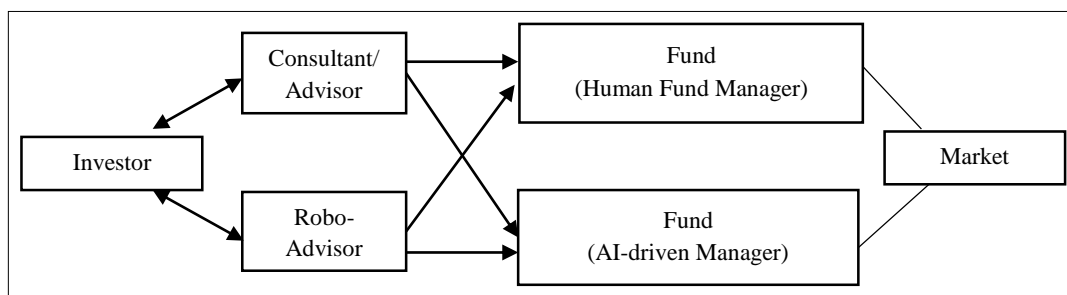 Consultant/
Advisor
Fund
(Human Fund Manager)
Investor
Market
Robo-
Advisor
Fund
(AI-driven Manager)